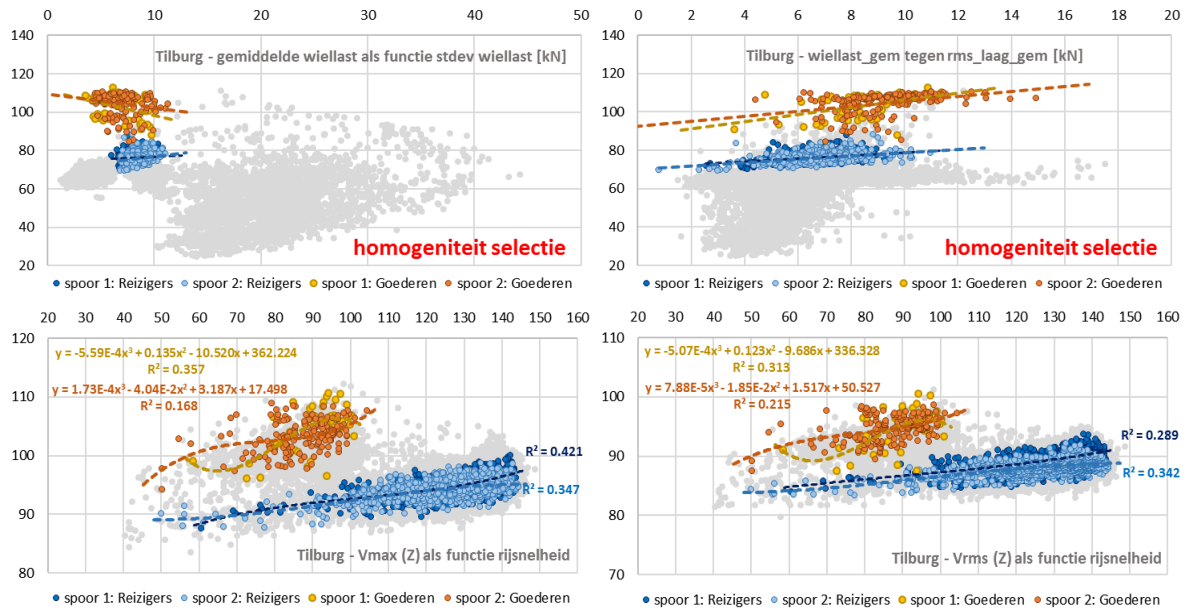 0 10 20 30 40 50
140
120
100
80
60
40
20
Tilburg - gemiddelde wiellast als functie stdev wiellast [kN]
homogeniteit selectie
spoor 1: Reizigers spoor 2: Reizigers spoor 1: Goederen spoor 2: Goederen
0 2 4 6 8 10 12 14 16 18 20
140
120
100
80
60
40
20
Tilburg - wiellast_gem tegen rms_laag_gem [kN]
homogeniteit selectie
spoor 1: Reizigers spoor 2: Reizigers spoor 1: Goederen spoor 2: Goederen
20 30 40 50 60 70 80 90 100 110 120 130 140 150 160
120
110
100
90
80
y = -5.59E-4x³ + 0.135x² - 10.520x + 362.224
R² = 0.357
y = 1.73E-4x³ - 4.04E-2x² + 3.187x + 17.498
R² = 0.168
R² = 0.421
R² = 0.347
Tilburg - Vmax (Z) als functie rijsnelheid
spoor 1: Reizigers spoor 2: Reizigers spoor 1: Goederen spoor 2: Goederen
20 30 40 50 60 70 80 90 100 110 120 130 140 150 160
110
100
90
80
70
y = -5.07E-4x³ + 0.123x² - 9.686x + 336.328
R² = 0.313
y = 7.88E-5x³ - 1.85E-2x² + 1.517x + 50.527
R² = 0.215
R² = 0.289
R² = 0.342
Tilburg - Vrms (Z) als functie rijsnelheid
spoor 1: Reizigers spoor 2: Reizigers spoor 1: Goederen spoor 2: Goederen